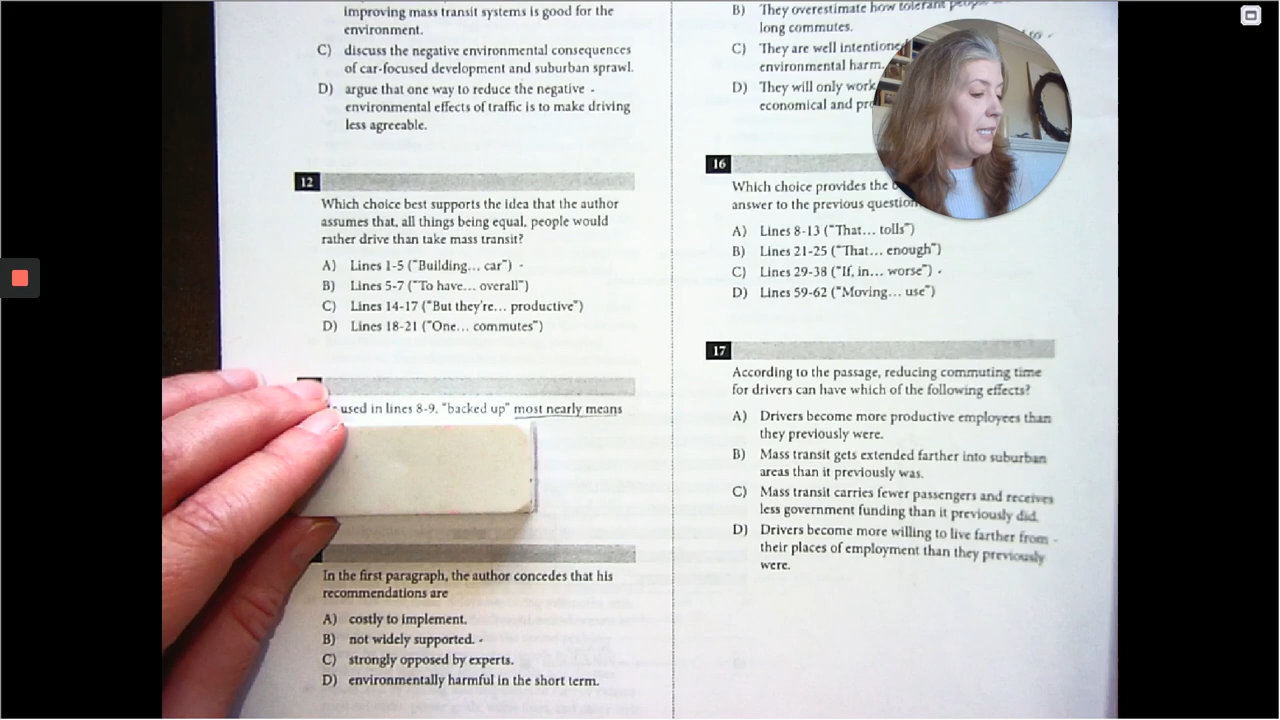 improving mass transit systems is good for the
environment.
C) discuss the negative environmental consequences
of car-focused development and suburban sprawl.
D) argue that one way to reduce the negative -
environmental effects of traffic is to make driving
less agreeable.
12
Which choice best supports the idea that the author
assumes that, all things being equal, people would
rather drive than take mass transit?
A) Lines 1-5 (“Building... car”) -
B) Lines 5-7 (“To have... overall”)
C) Lines 14-17 (“But they're... productive”)
D) Lines 18-21 (“One... commutes”)
used in lines 8-9, “backed up” most nearly means
In the first paragraph, the author concedes that his
recommendations are
A) costly to implement.
B) not widely supported. -
C) strongly opposed by experts.
D) environmentally harmful in the short term.
B) They overestimate how tolerant people
long commutes.
C) They are well
environmental harm.
D) They will only work
economical and
16
Which choice provides the
answer to the previous
A) Lines 8-13 (“That... tolls”)
B) Lines 21-25 (“That... enough”)
C) Lines 29-38 (“If, in... worse”) -
D) Lines 59-62 (“Moving... use”)
17
According to the passage, reducing commuting time
for drivers can have which of the following effects?
A) Drivers become more productive employees than
they previously were.
B) Mass transit gets extended farther into suburban
areas than it previously was.
C) Mass transit carries fewer passengers and receives
less government funding than it previously did.
D) Drivers become more willing to live farther from -
their places of employment than they previously
were.